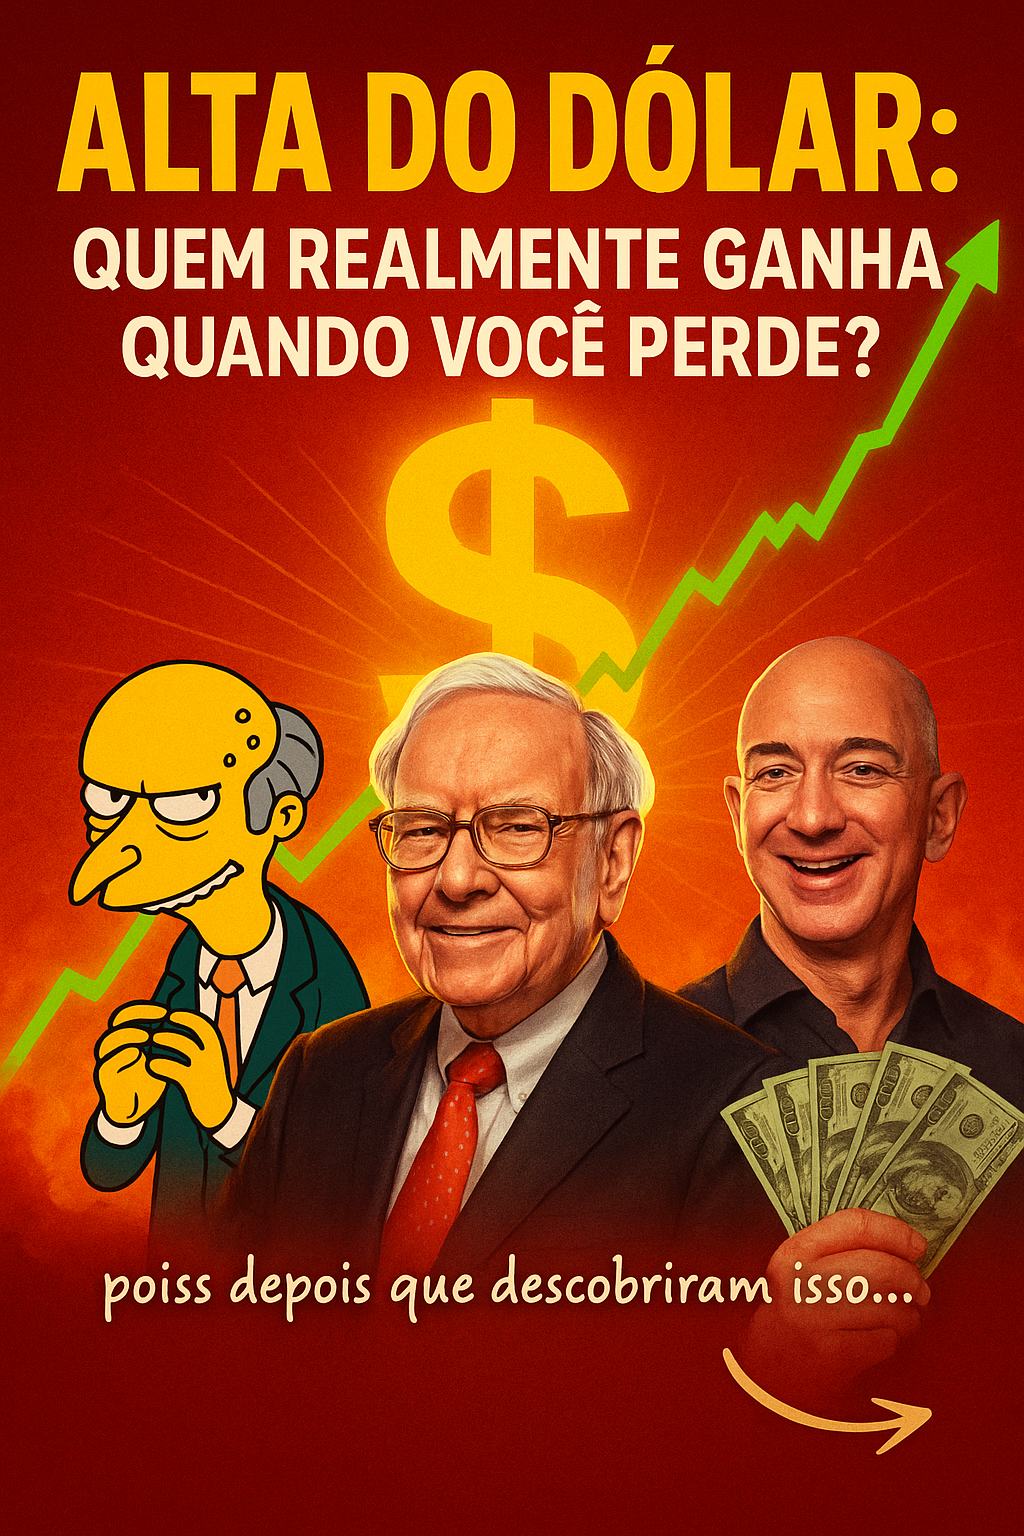 ALTA DO DÓLAR:
QUEM REALMENTE GANHA
QUANDO VOCÊ PERDE?
$
poiss depois que descobriram isso...